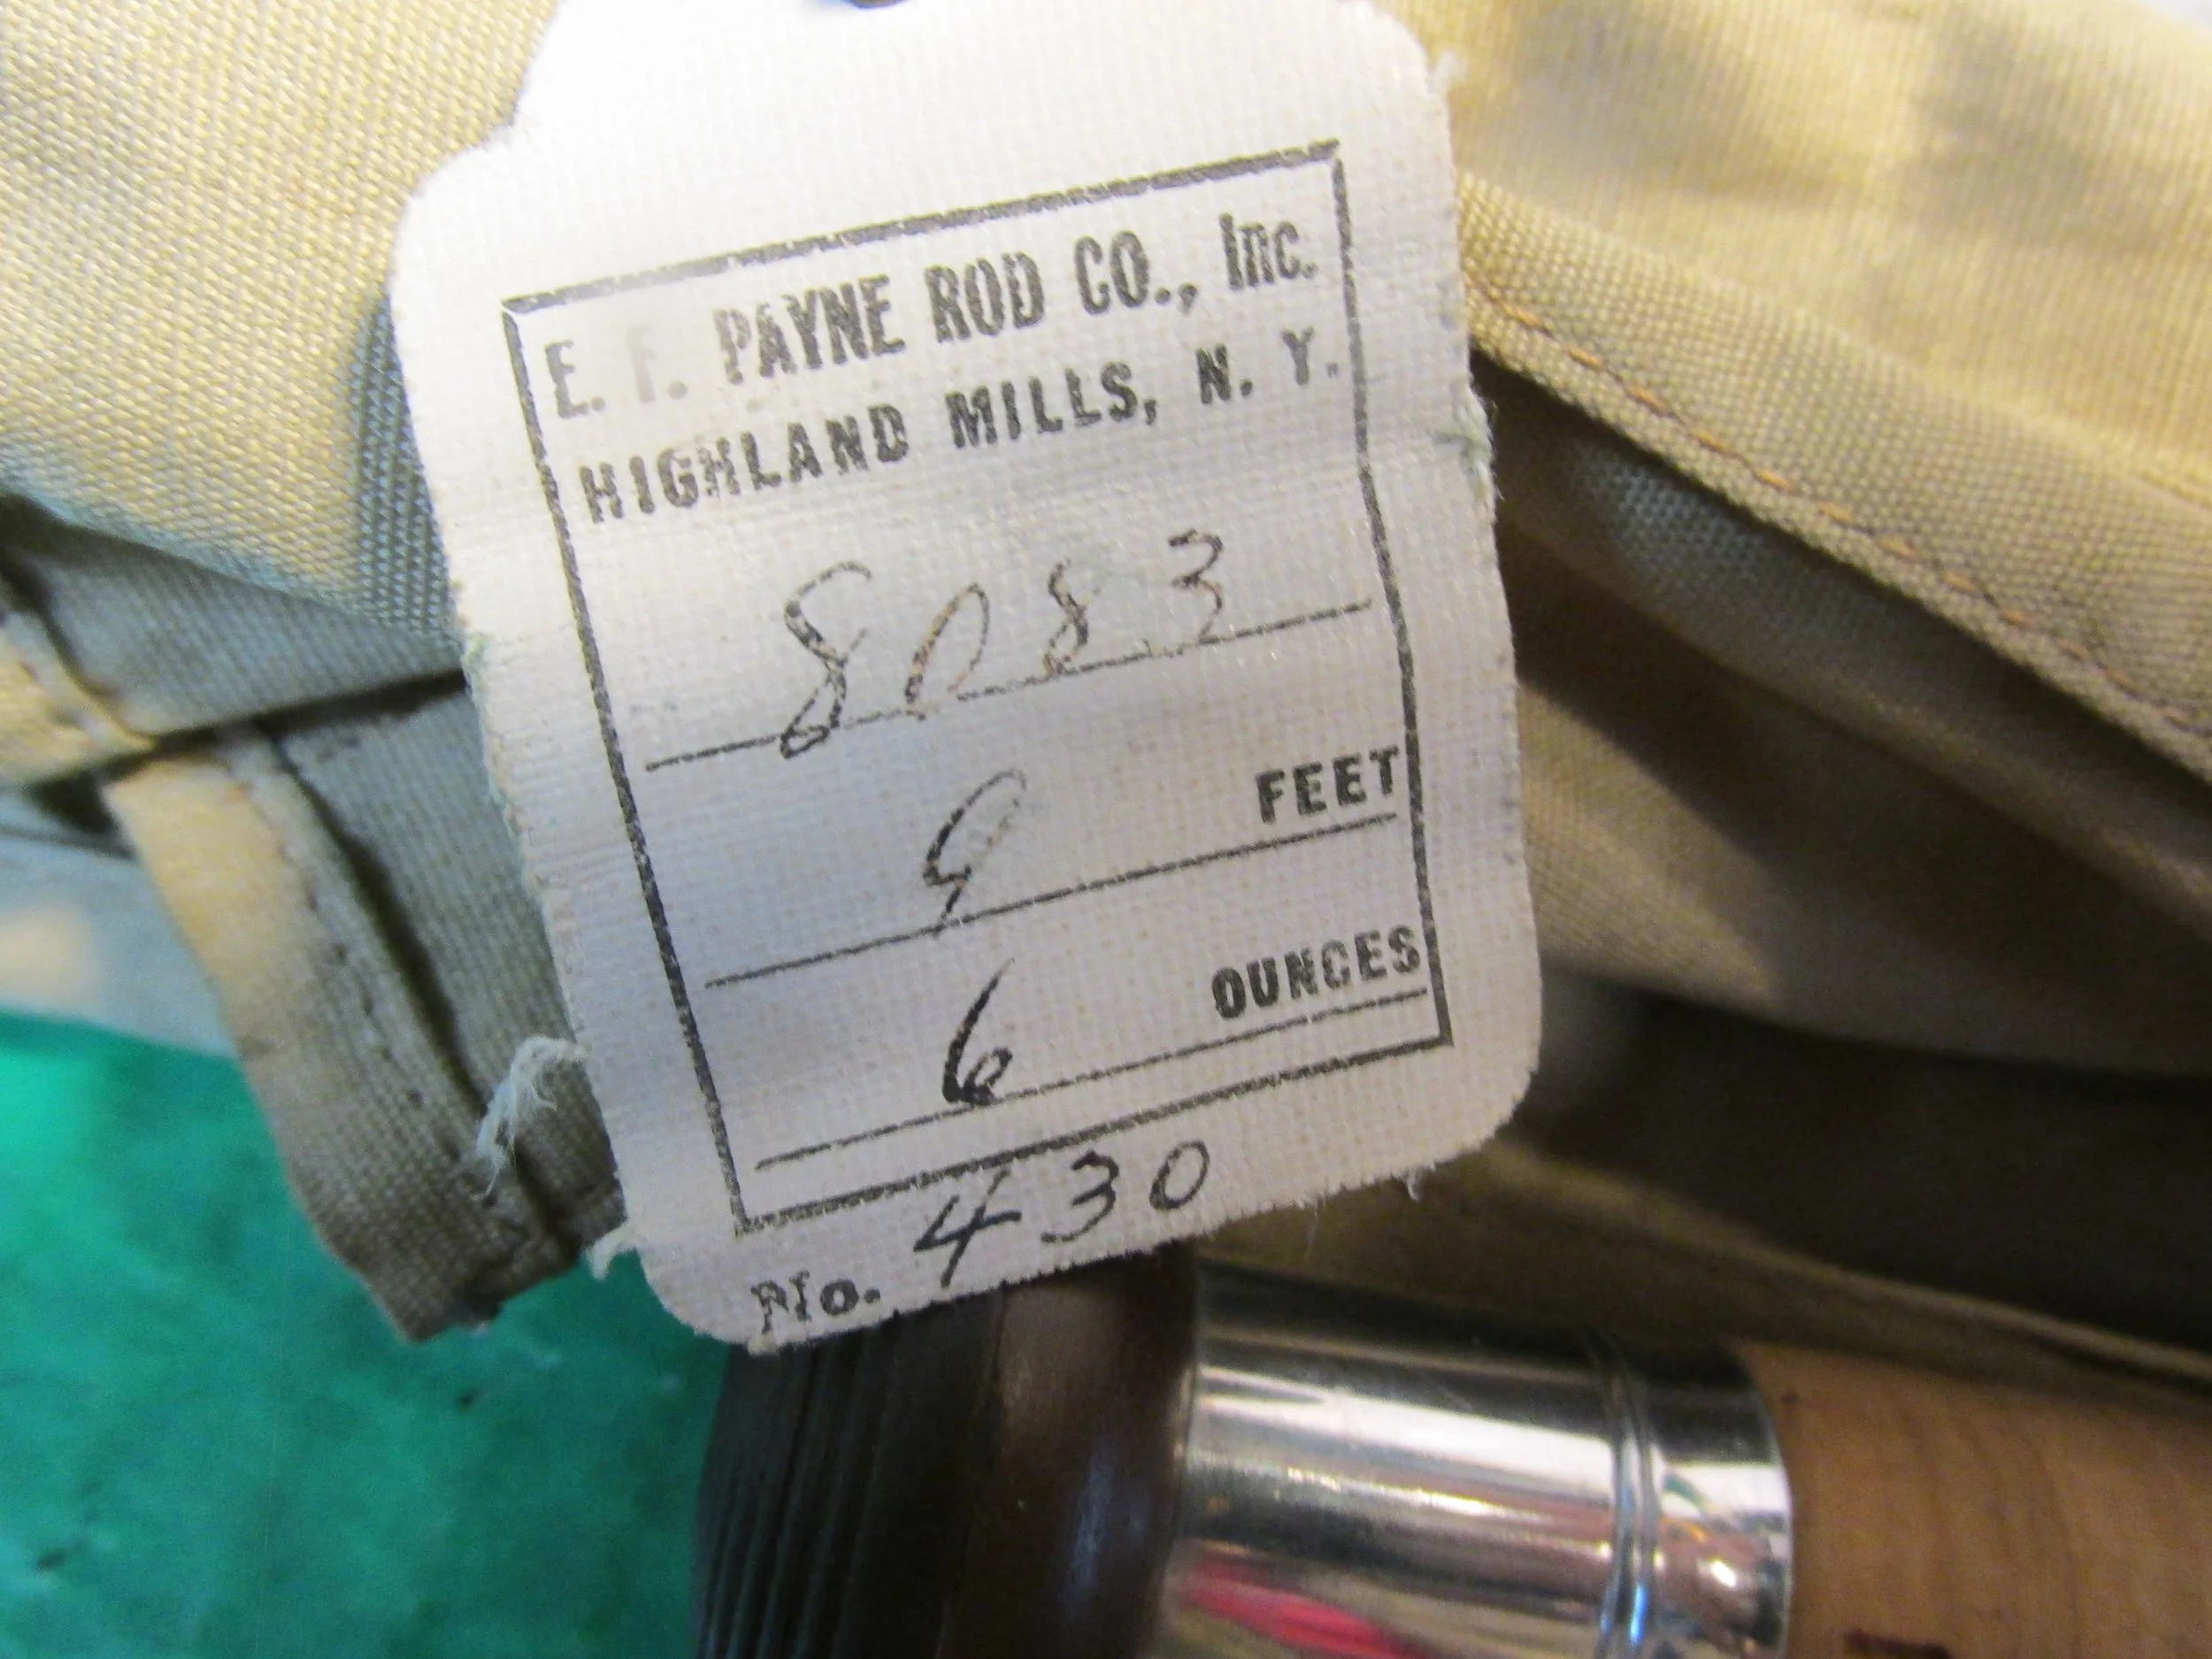 E. F. PAYNE ROD CO., Inc.
HIGHLAND MILLS, N. Y.
8083
9 FEET
6 OUNCES
No. 430